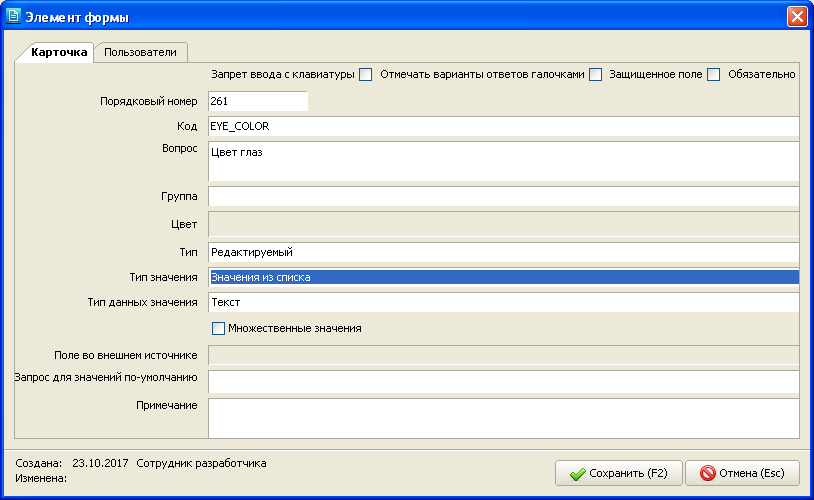 Элемент формы
Карточка Пользователи
Запрет ввода с клавиатуры Отмечать варианты ответов галочками Защищенное поле Обязательно
Порядковый номер 261
Код EYE_COLOR
Вопрос Цвет глаз
Группа
Цвет
Тип Редактируемый
Тип значения Значения из списка
Тип данных значения Текст
Множественные значения
Поле во внешнем источнике
Запрос для значений по-умолчанию
Примечание
Создана: 23.10.2017 Сотрудник разработчика
Изменена:
Сохранить (F2) Отмена (Esc)